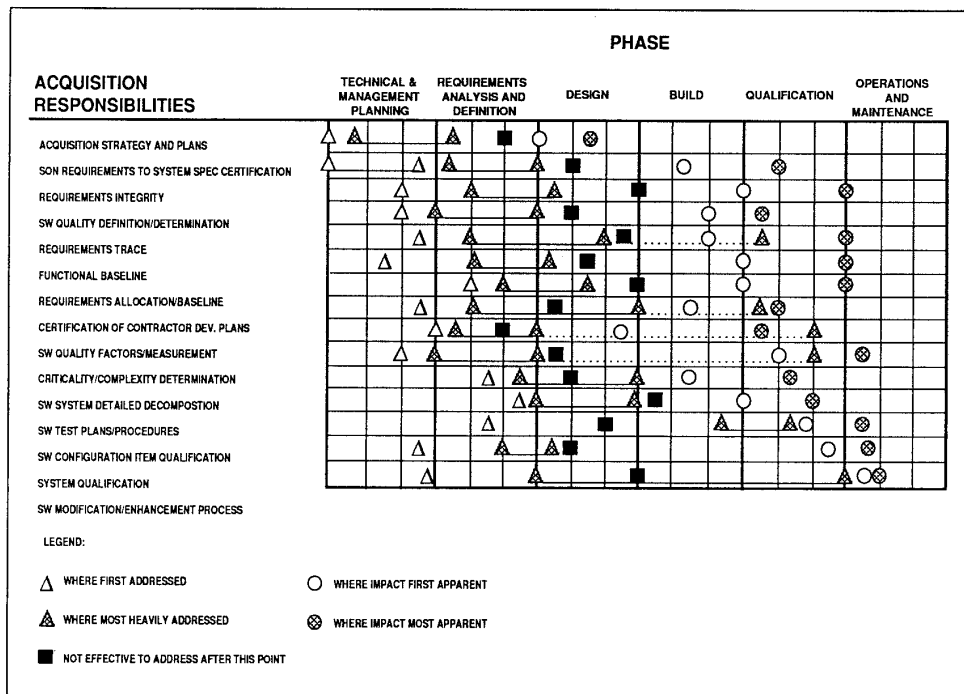 PHASE
ACQUISITION
RESPONSIBILITIES
TECHNICAL &
MANAGEMENT
PLANNING
REQUIREMENTS
ANALYSIS AND
DEFINITION
DESIGN
BUILD
QUALIFICATION
OPERATIONS
AND
MAINTENANCE
ACQUISITION STRATEGY AND PLANS
SON REQUIREMENTS TO SYSTEM SPEC CERTIFICATION
REQUIREMENTS INTEGRITY
SW QUALITY DEFINITION/DETERMINATION
REQUIREMENTS TRACE
FUNCTIONAL BASELINE
REQUIREMENTS ALLOCATION/BASELINE
CERTIFICATION OF CONTRACTOR DEV. PLANS
SW QUALITY FACTORS/MEASUREMENT
CRITICALITY/COMPLEXITY DETERMINATION
SW SYSTEM DETAILED DECOMPOSTION
SW TEST PLANS/PROCEDURES
SW CONFIGURATION ITEM QUALIFICATION
SYSTEM QUALIFICATION
SW MODIFICATION/ENHANCEMENT PROCESS
LEGEND:
WHERE FIRST ADDRESSED
WHERE IMPACT FIRST APPARENT
WHERE MOST HEAVILY ADDRESSED
WHERE IMPACT MOST APPARENT
NOT EFFECTIVE TO ADDRESS AFTER THIS POINT